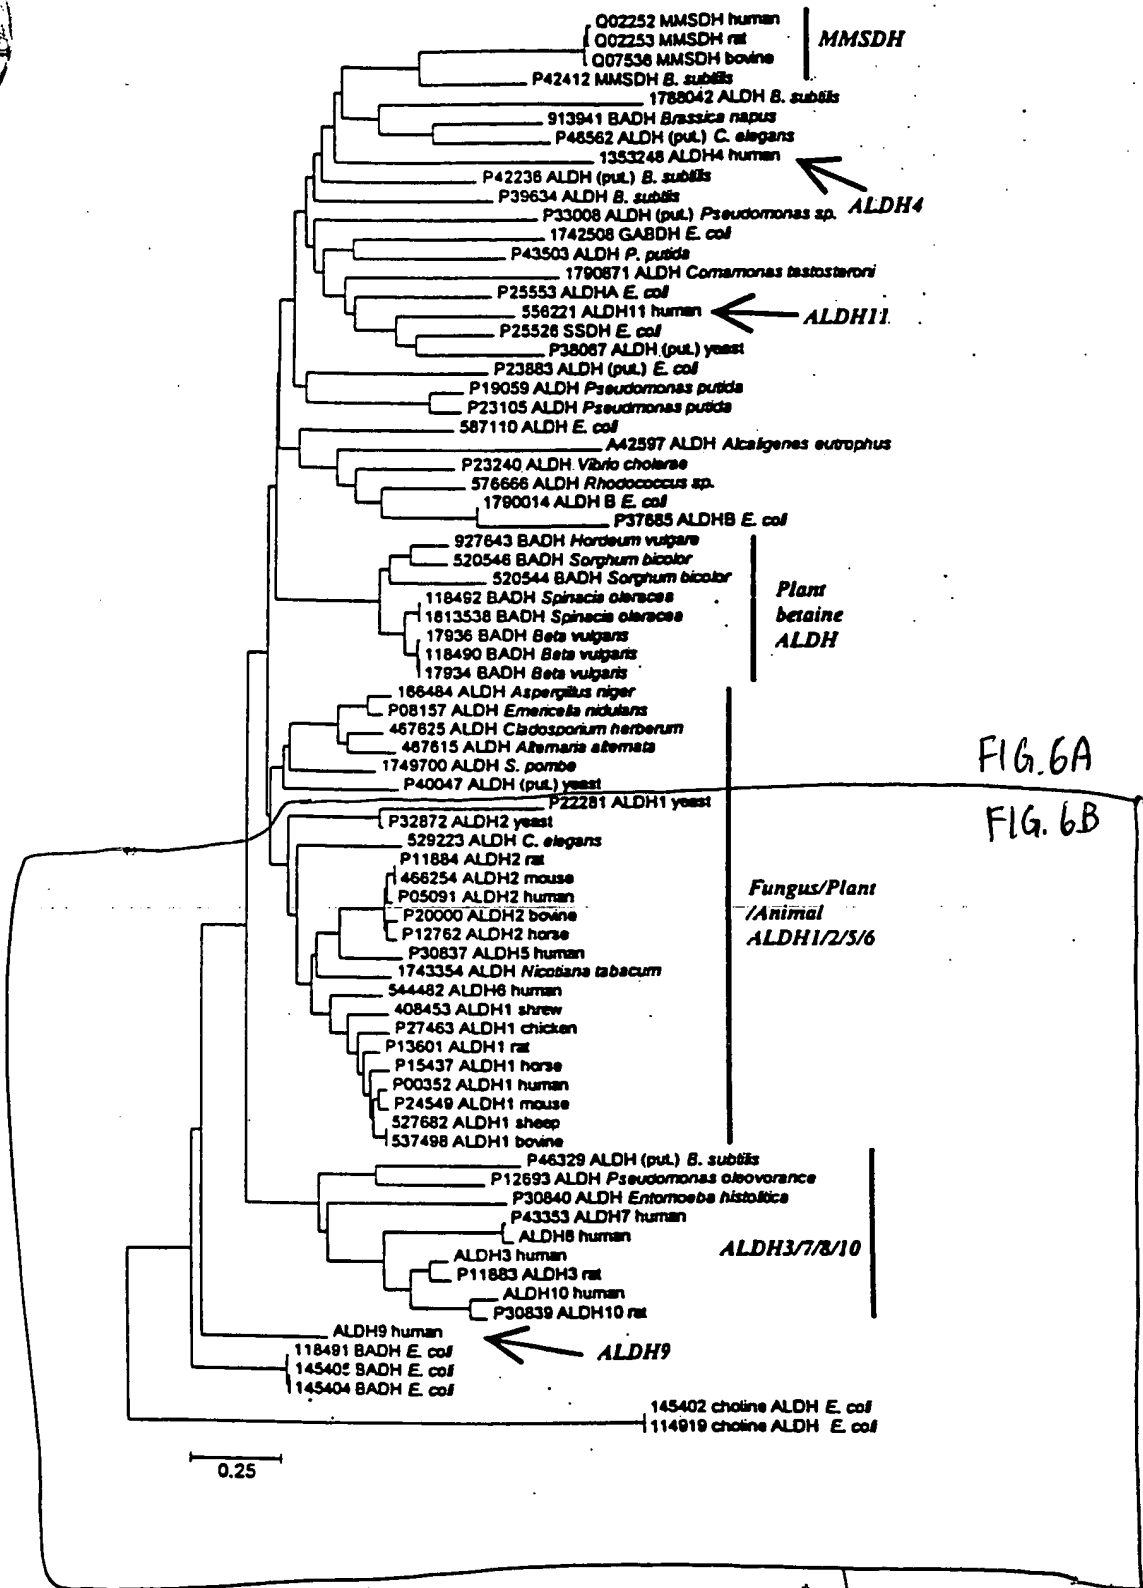 Q02252 MMSDH human
Q02253 MMSDH rat
Q07536 MMSDH bovine
MMSDH
P42412 MMSDH B. subtilis
1788042 ALDH B. subtilis
913941 BADH Brassica napus
P46562 ALDH (put.) C. elegans
1353248 ALDH4 human
P42236 ALDH (put.) B. subtilis
P39634 ALDH B. subtilis
ALDH4
P33008 ALDH (put.) Pseudomonas sp.
1742508 GABDH E. coli
P43503 ALDH P. putida
1790871 ALDH Comamonas testosteroni
P25553 ALDHA E. coli
556221 ALDH11 human
ALDH11
P25526 SSDH E. coli
P38067 ALDH (put.) yeast
P23883 ALDH (put.) E. coli
P19059 ALDH Pseudomonas putida
P23105 ALDH Pseudmonas putida
587110 ALDH E. coli
A42597 ALDH Alcaligenes eutrophus
P23240 ALDH Vibrio cholerae
576666 ALDH Rhodococcus sp.
1790014 ALDH B E. coli
P37685 ALDHB E. coli
927643 BADH Hordeum vulgare
520546 BADH Sorghum bicolor
520544 BADH Sorghum bicolor
118492 BADH Spinacia oleracea
1813538 BADH Spinacia oleracea
17936 BADH Beta vulgaris
118490 BADH Beta vulgaris
17934 BADH Beta vulgaris
Plant
betaine
ALDH
166484 ALDH Aspergillus niger
P08157 ALDH Emericella nidulans
467625 ALDH Cladosporium herberum
467615 ALDH Alternaria alternata
1749700 ALDH S. pombe
P40047 ALDH (put.) yeast
FIG.6A
P22281 ALDH1 yeast
FIG. 6B
P32872 ALDH2 yeast
529223 ALDH C. elegans
P11884 ALDH2 rat
466254 ALDH2 mouse
P05091 ALDH2 human
P20000 ALDH2 bovine
P12762 ALDH2 horse
Fungus/Plant
/Animal
ALDH1/2/5/6
P30837 ALDH5 human
1743354 ALDH Nicotiana tabacum
544482 ALDH6 human
408453 ALDH1 shrew
P27463 ALDH1 chicken
P13601 ALDH1 rat
P15437 ALDH1 horse
P00352 ALDH1 human
P24549 ALDH1 mouse
527682 ALDH1 sheep
537498 ALDH1 bovine
P46329 ALDH (put.) B. subtilis
P12693 ALDH Pseudomonas oleovorance
P30840 ALDH Entomoeba histolitica
P43353 ALDH7 human
ALDH8 human
ALDH3 human
P11883 ALDH3 rat
ALDH10 human
P30839 ALDH10 rat
ALDH3/7/8/10
ALDH9 human
ALDH9
118491 BADH E. coli
145405 BADH E. coli
145404 BADH E. coli
145402 choline ALDH E. coli
114919 choline ALDH E. coli
0.25